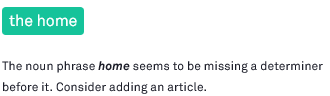 the home
The noun phrase home seems to be missing a determiner
before it. Consider adding an article.